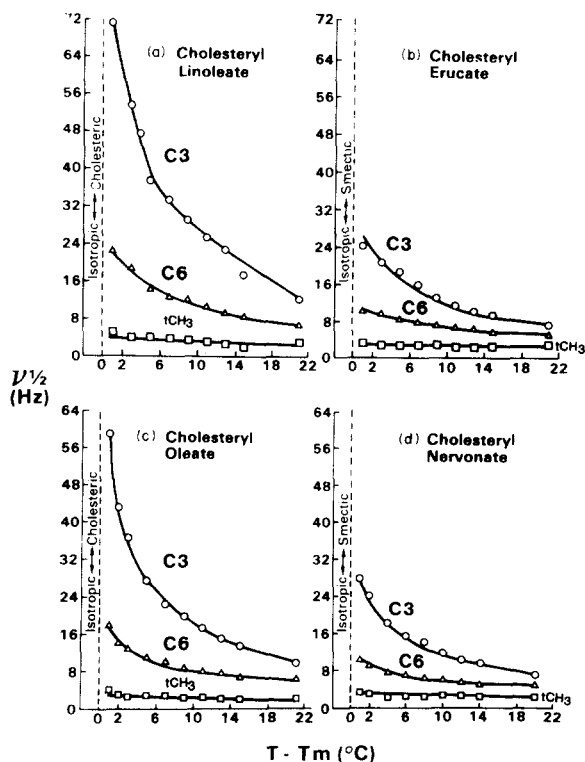 72
64
56
48
40
32
24
16
8
0
Isotropic ↔ Cholesteric
(a) Cholesteryl
Linoleate
C3
C6
tCH3
0 2 6 10 14 18 22
72
64
56
48
40
32
24
16
8
0
Isotropic ↔ Smectic
(b) Cholesteryl
Erucate
C3
C6
tCH3
0 2 6 10 14 18 22
ν½
(Hz)
64
56
48
40
32
24
16
8
0
Isotropic ↔ Cholesteric
(c) Cholesteryl
Oleate
C3
C6
tCH3
0 2 6 10 14 18 22
64
56
48
40
32
24
16
8
0
Isotropic ↔ Smectic
(d) Cholesteryl
Nervonate
C3
C6
tCH3
0 2 6 10 14 18 22
T - Tm (°C)